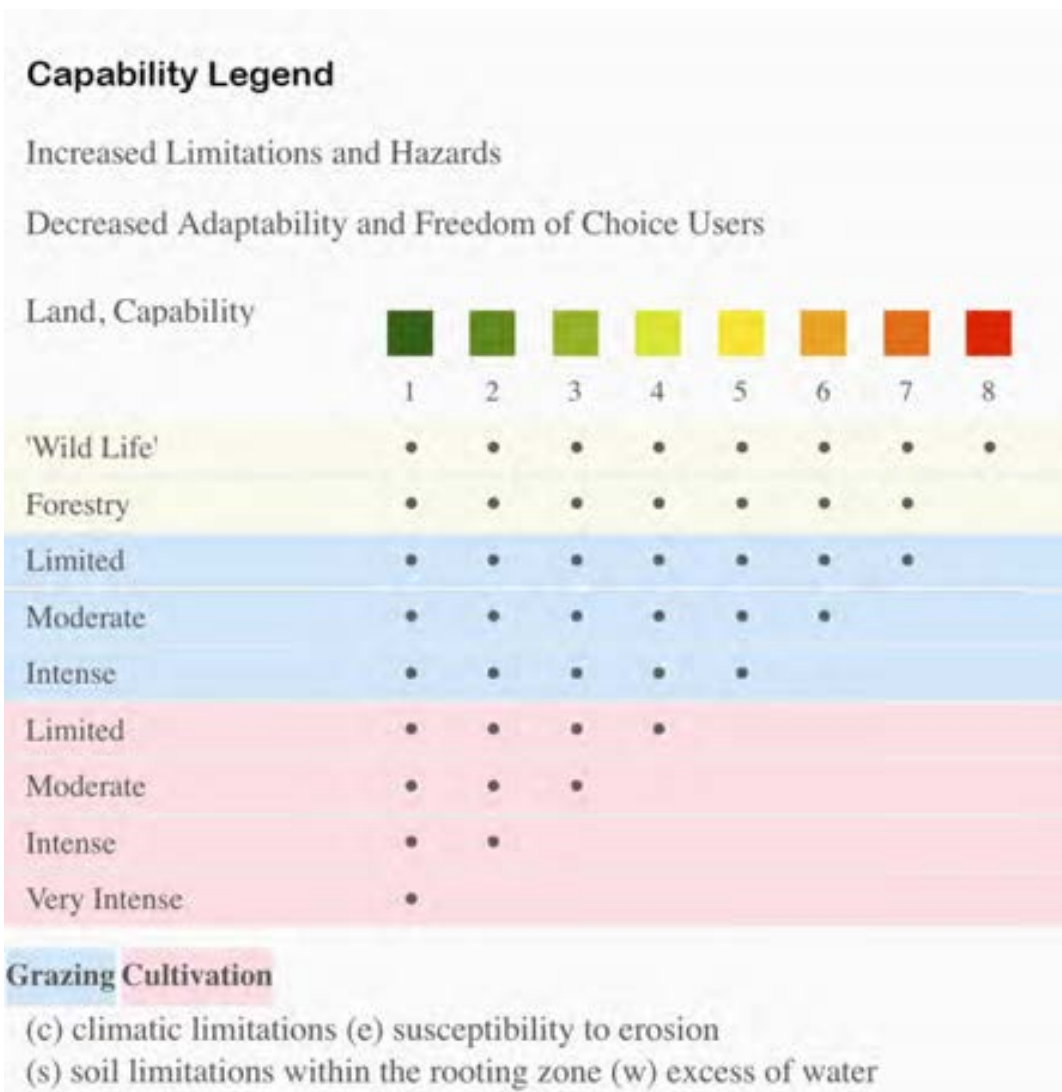 Capability Legend
Increased Limitations and Hazards
Decreased Adaptability and Freedom of Choice Users
Land, Capability
1 2 3 4 5 6 7 8
'Wild Life' • • • • • • • •
Forestry • • • • • • •
Limited • • • • • • •
Moderate • • • • • •
Intense • • • • •
Limited • • • •
Moderate • • •
Intense • •
Very Intense •
Grazing Cultivation
(c) climatic limitations (e) susceptibility to erosion
(s) soil limitations within the rooting zone (w) excess of water